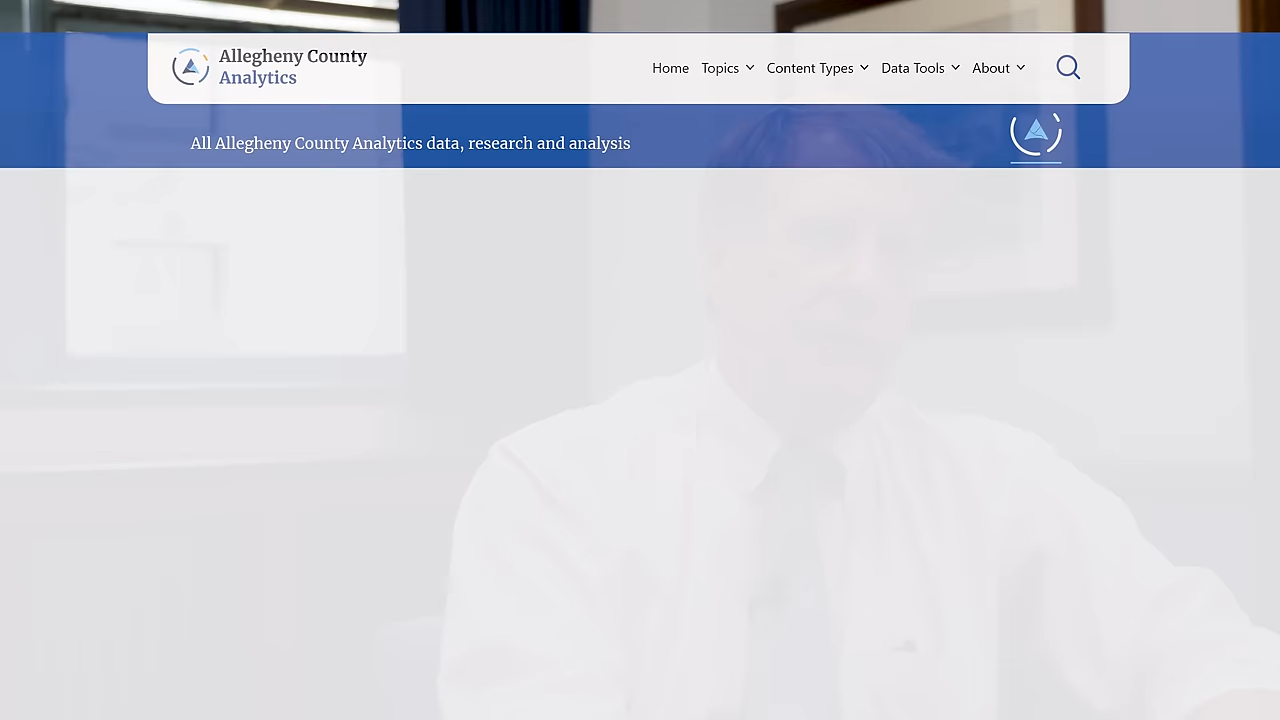 Allegheny County
Analytics
Home Topics Content Types Data Tools About
All Allegheny County Analytics data, research and analysis